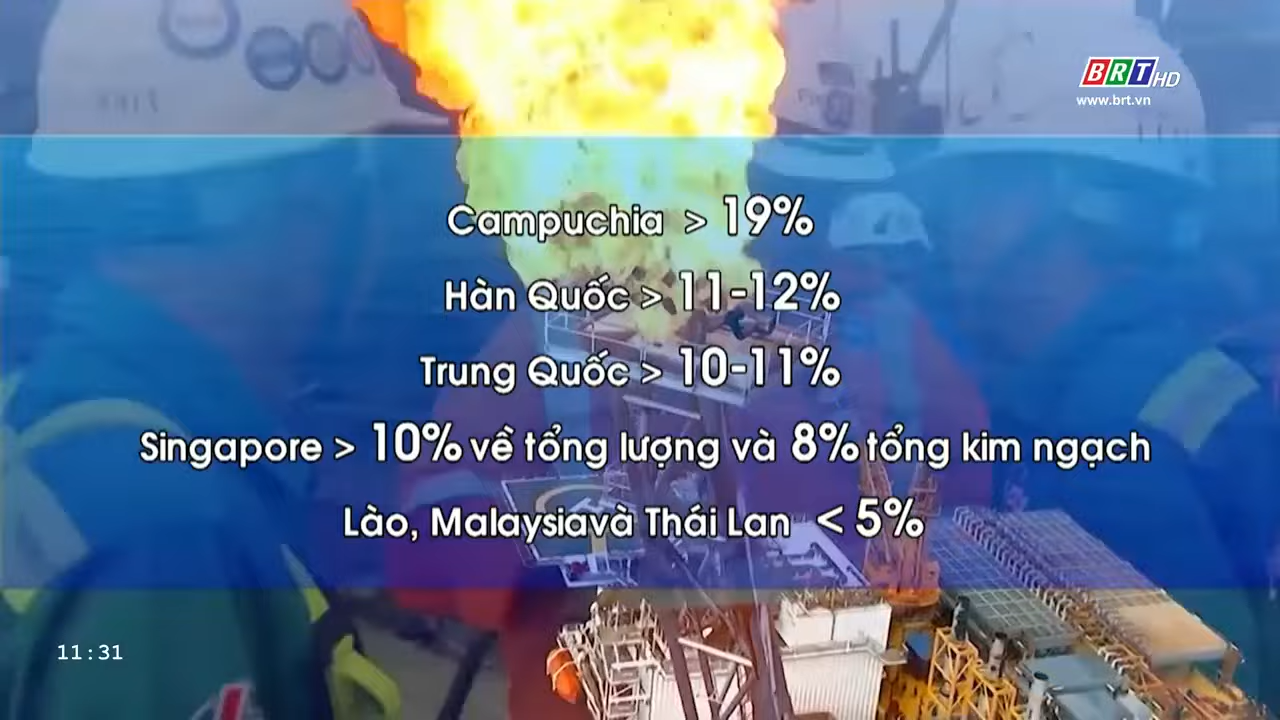 BRT HD
www.brt.vn
Campuchia > 19%
Hàn Quốc > 11-12%
Trung Quốc > 10-11%
Singapore > 10% về tổng lượng và 8% tổng kim ngạch
Lào, Malaysiavà Thái Lan < 5%
11:31